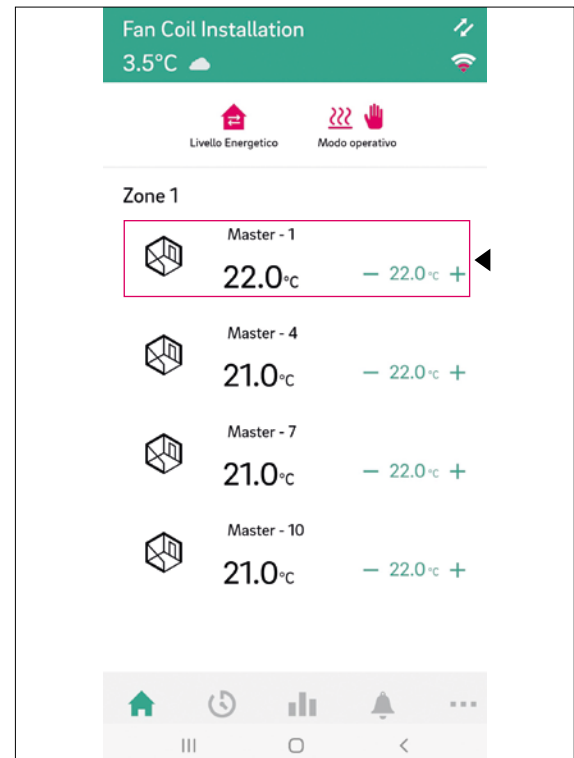 Fan Coil Installation
3.5°C
Livello Energetico
Modo operativo
Zone 1
Master - 1
22.0°C
− 22.0 °C +
Master - 4
21.0°C
− 22.0 °C +
Master - 7
21.0°C
− 22.0 °C +
Master - 10
21.0°C
− 22.0 °C +